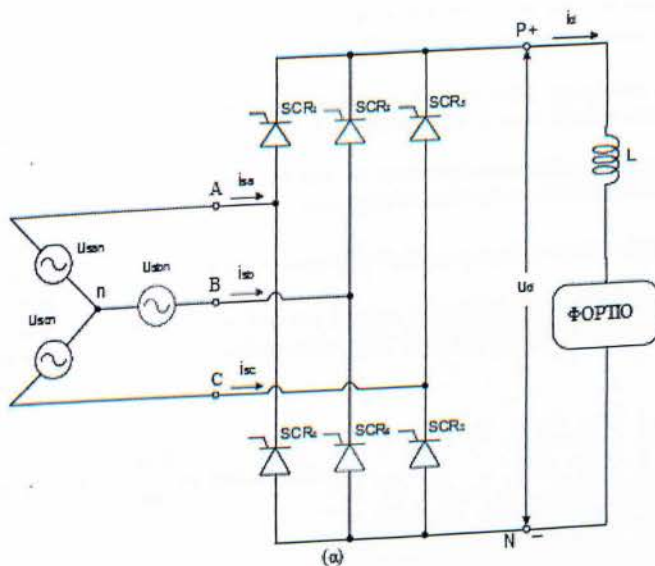 P+
id
SCR₁
SCR₃
SCR₅
L
A
isa
Usan
n
Usbn
B
isb
Ud
ΦΟΡΤΙΟ
Uscn
C
isc
SCR₄
SCR₆
SCR₂
(α)
N −